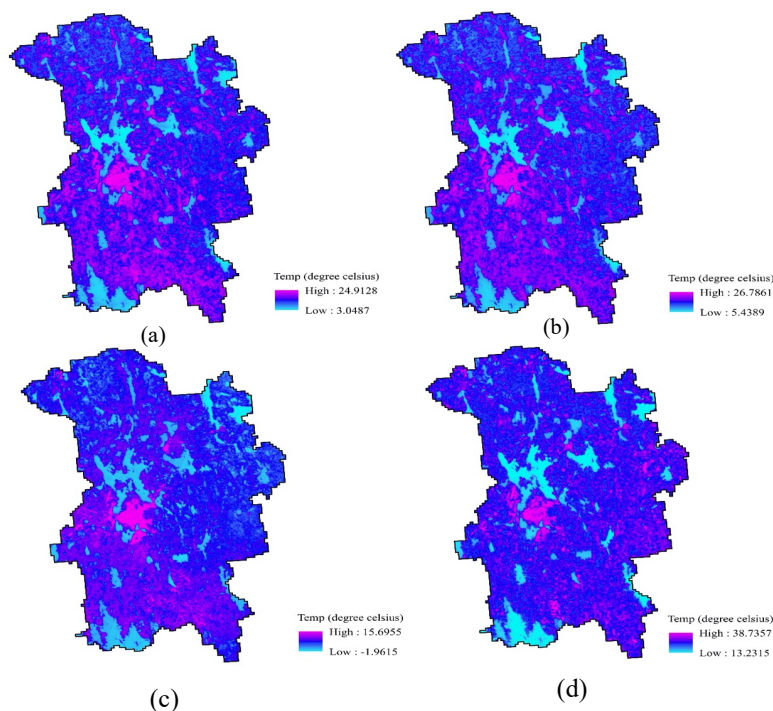 Temp (degree celsius)
High : 24.9128
Low : 3.0487
(a)
Temp (degree celsius)
High : 26.7861
Low : 5.4389
(b)
Temp (degree celsius)
High : 15.6955
Low : -1.9615
(c)
Temp (degree celsius)
High : 38.7357
Low : 13.2315
(d)